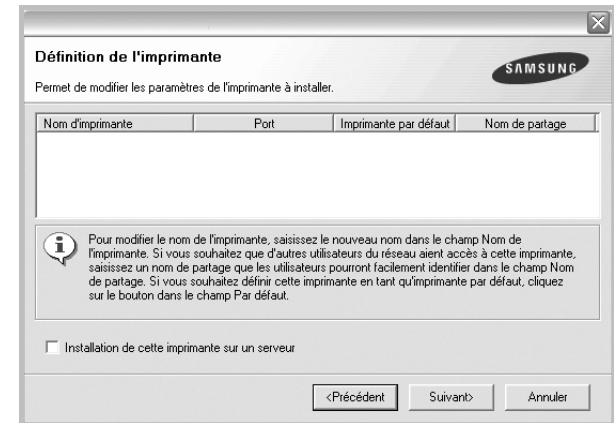 Définition de l'imprimante
SAMSUNG
Permet de modifier les paramètres de l'imprimante à installer.
Nom d'imprimante Port Imprimante par défaut Nom de partage
Pour modifier le nom de l'imprimante, saisissez le nouveau nom dans le champ Nom de
l'imprimante. Si vous souhaitez que d'autres utilisateurs du réseau aient accès à cette imprimante,
saisissez un nom de partage que les utilisateurs pourront facilement identifier dans le champ Nom
de partage. Si vous souhaitez définir cette imprimante en tant qu'imprimante par défaut, cliquez
sur le bouton dans le champ Par défaut.
Installation de cette imprimante sur un serveur
<Précédent Suivant> Annuler